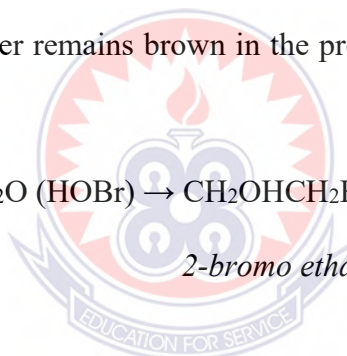 er remains brown in the pr
₂O (HOBr) → CH₂OHCH₂
2-bromo etha
EDUCATION FOR SERVICE